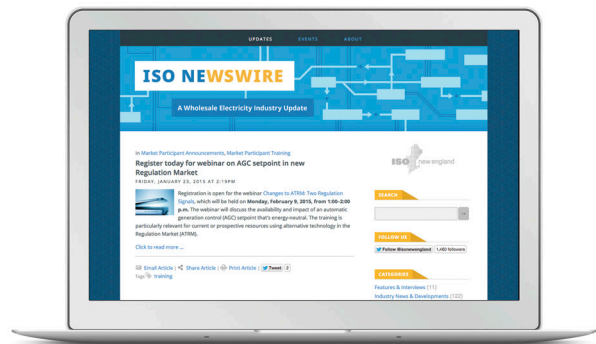 UPDATES EVENTS ABOUT
ISO NEWSWIRE
A Wholesale Electricity Industry Update
in Market Participant Announcements, Market Participant Training
Register today for webinar on AGC setpoint in new
Regulation Market
FRIDAY, JANUARY 23, 2015 AT 2:19PM
Registration is open for the webinar Changes to ATRM: Two Regulation
Signals, which will be held on Monday, February 9, 2015, from 1:00-2:00
p.m. The webinar will discuss the availability and impact of an automatic
generation control (AGC) setpoint that's energy-neutral. The training is
particularly relevant for current or prospective resources using alternative technology in the
Regulation Market (ATRM).
Click to read more ...
Email Article | Share Article | Print Article | Tweet 2
Tags training
ISO new england
SEARCH
FOLLOW US
Follow @isonewengland 1,460 followers
CATEGORIES
Features & Interviews (11)
Industry News & Developments (122)